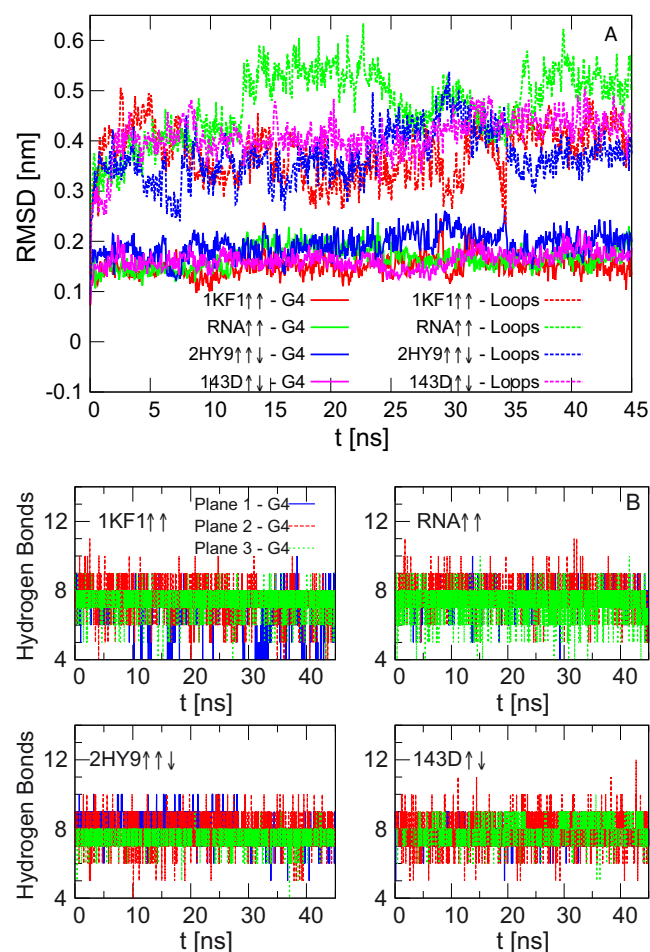 A
0.6
0.5
0.4
0.3
0.2
0.1
0
-0.1
RMSD [nm]
1KF1↑↑ - G4
RNA↑↑ - G4
2HY9↑↑↓ - G4
143D↑↓ - G4
1KF1↑↑ - Loops
RNA↑↑ - Loops
2HY9↑↑↓ - Loops
143D↑↓ - Loops
0 5 10 15 20 25 30 35 40 45
t [ns]
1KF1↑↑
Plane 1 - G4
Plane 2 - G4
Plane 3 - G4
12
8
4
Hydrogen Bonds
0 10 20 30 40
t [ns]
RNA↑↑
B
12
8
4
0 10 20 30 40
t [ns]
2HY9↑↑↓
12
8
4
Hydrogen Bonds
0 10 20 30 40
t [ns]
143D↑↓
12
8
4
0 10 20 30 40
t [ns]